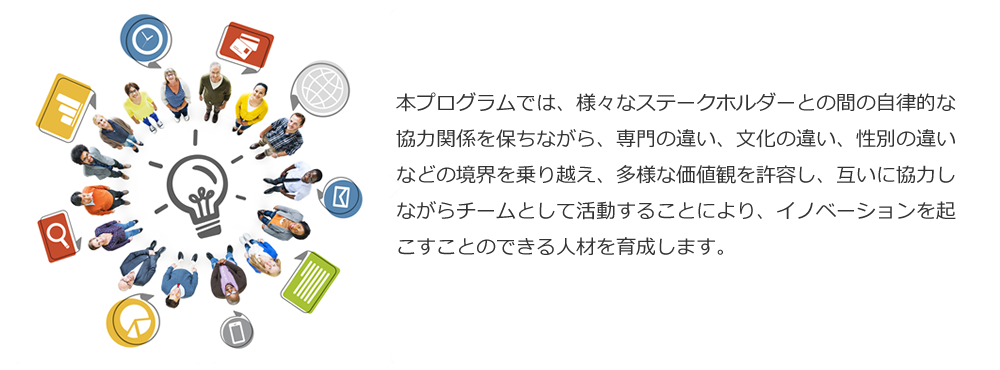 本プログラムでは、様々なステークホルダーとの間の自律的な
協力関係を保ちながら、専門の違い、文化の違い、性別の違い
などの境界を乗り越え、多様な価値観を許容し、互いに協力し
ながらチームとして活動することにより、イノベーションを起
こすことのできる人材を育成します。